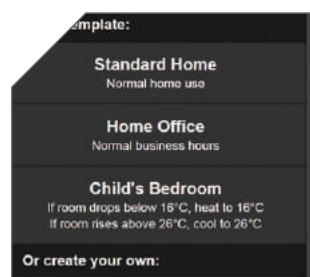 template:
Standard Home
Normal home use
Home Office
Normal business hours
Child's Bedroom
If room drops below 16°C, heat to 16°C
If room rises above 26°C, cool to 26°C
Or create your own: